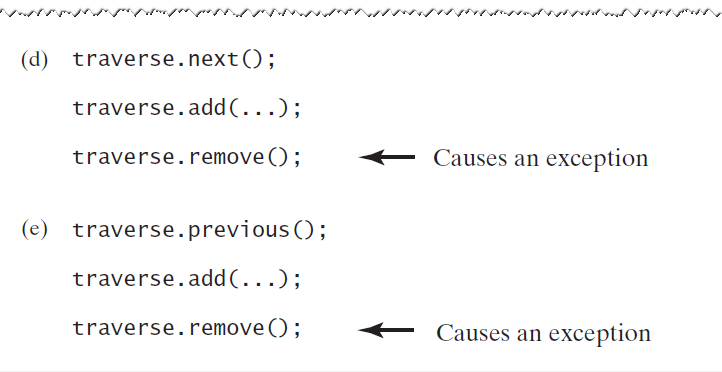 (d) traverse.next();
traverse.add(...);
traverse.remove(); Causes an exception
(e) traverse.previous();
traverse.add(...);
traverse.remove(); Causes an exception